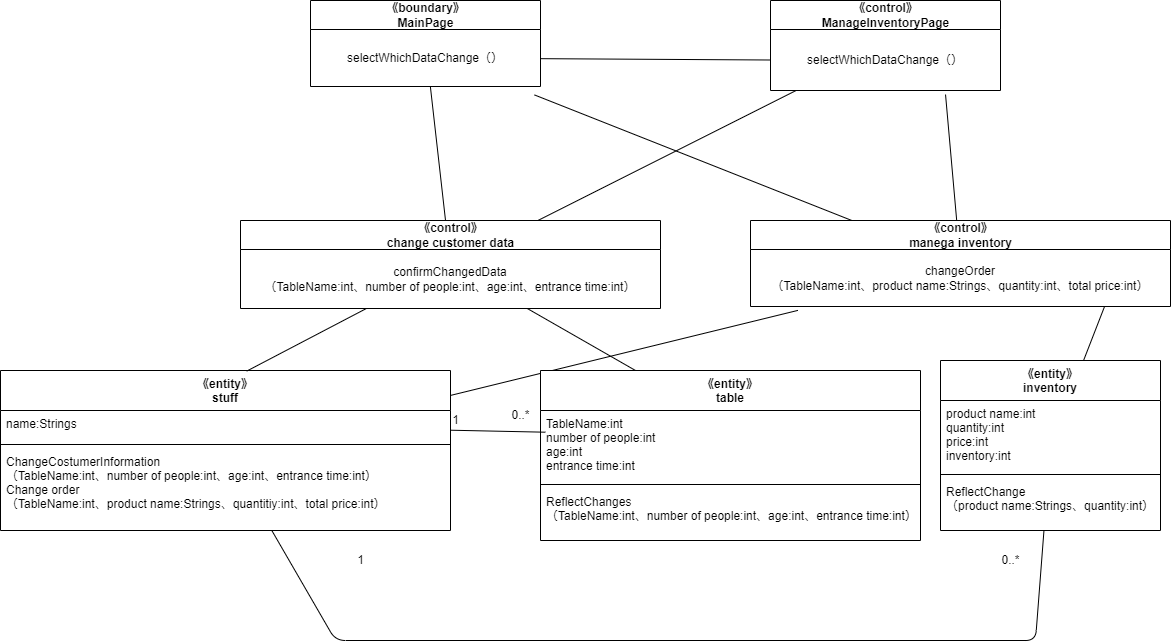 《boundary》
MainPage
selectWhichDataChange（）
《control》
ManageInventoryPage
selectWhichDataChange（）
《control》
change customer data
confirmChangedData
（TableName:int、number of people:int、age:int、entrance time:int）
《control》
manega inventory
changeOrder
（TableName:int、product name:Strings、quantity:int、total price:int）
《entity》
stuff
name:Strings
ChangeCostumerInformation
（TableName:int、number of people:int、age:int、entrance time:int）
Change order
（TableName:int、product name:Strings、quantitiy:int、total price:int）
1
0..*
《entity》
table
TableName:int
number of people:int
age:int
entrance time:int
ReflectChanges
（TableName:int、number of people:int、age:int、entrance time:int）
《entity》
inventory
product name:int
quantity:int
price:int
inventory:int
ReflectChange
（product name:Strings、quantity:int）
1
0..*